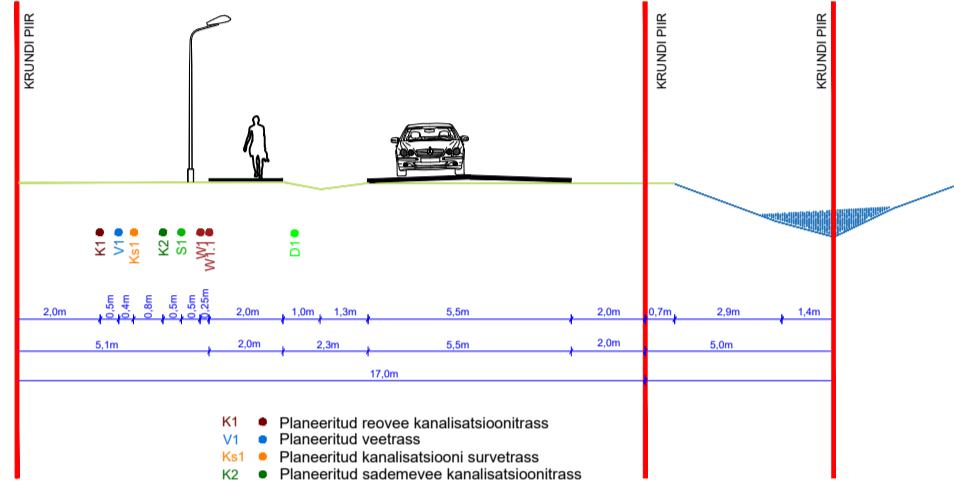 KRUNDI PIIR
KRUNDI PIIR
KRUNDI PIIR
K1
V1
Ks1
K2
S1
W1
W1.1
D1
2,0m
0,5m
0,4m
0,8m
0,5m
0,5m
0,25m
2,0m
1,0m
1,3m
5,5m
2,0m
0,7m
2,9m
1,4m
5,1m
2,0m
2,3m
5,5m
2,0m
5,0m
17,0m
K1 Planeeritud reovee kanalisatsioonitrass
V1 Planeeritud veetrass
Ks1 Planeeritud kanalisatsiooni survetrass
K2 Planeeritud sademevee kanalisatsioonitrass